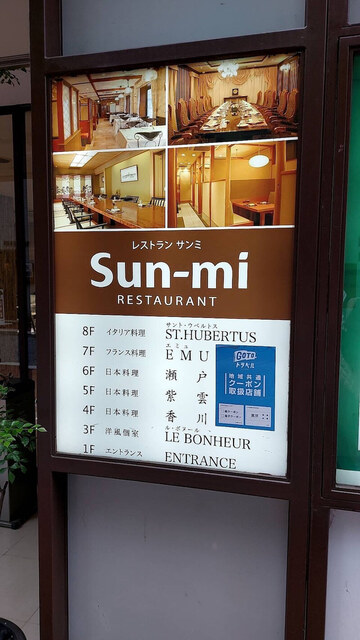 レストラン サンミ
Sun-mi
RESTAURANT
サント・ウベルトス
8F イタリア料理 ST.HUBERTUS
エミュ
7F フランス料理 EMU
6F 日本料理 瀬戸
5F 日本料理 紫雲
4F 日本料理 香川
ル・ボヌール
3F 洋風個室 LE BONHEUR
1F エントランス ENTRANCE
GOTO
トラベル
地域共通
クーポン
取扱店舗